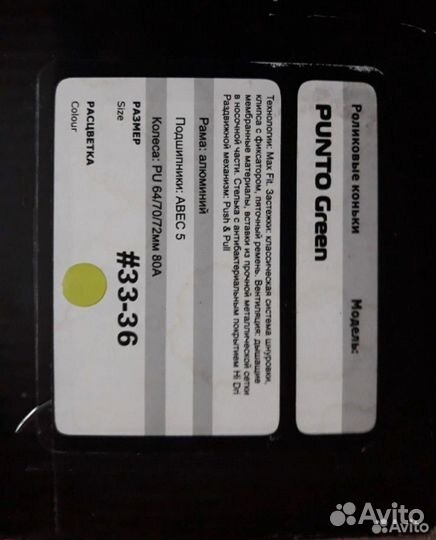 Роликовые коньки Модель:
PUNTO Green
Технологии: Max Fit. Застежки: классическая система шнуровки,
клипса с фиксатором, пяточный ремень. Вентиляция: дышащие
мембранные материалы, вставки из прочной металлической сетки
в носочной части. Стелька с антибактериальным покрытием Hi Dri
Раздвижной механизм: Push & Pull
Рама: алюминий
Подшипники: ABEC 5
Колеса: PU 64/70/72мм 80А
РАЗМЕР
Size
#33-36
РАСЦВЕТКА
Colour
Avito
Avito